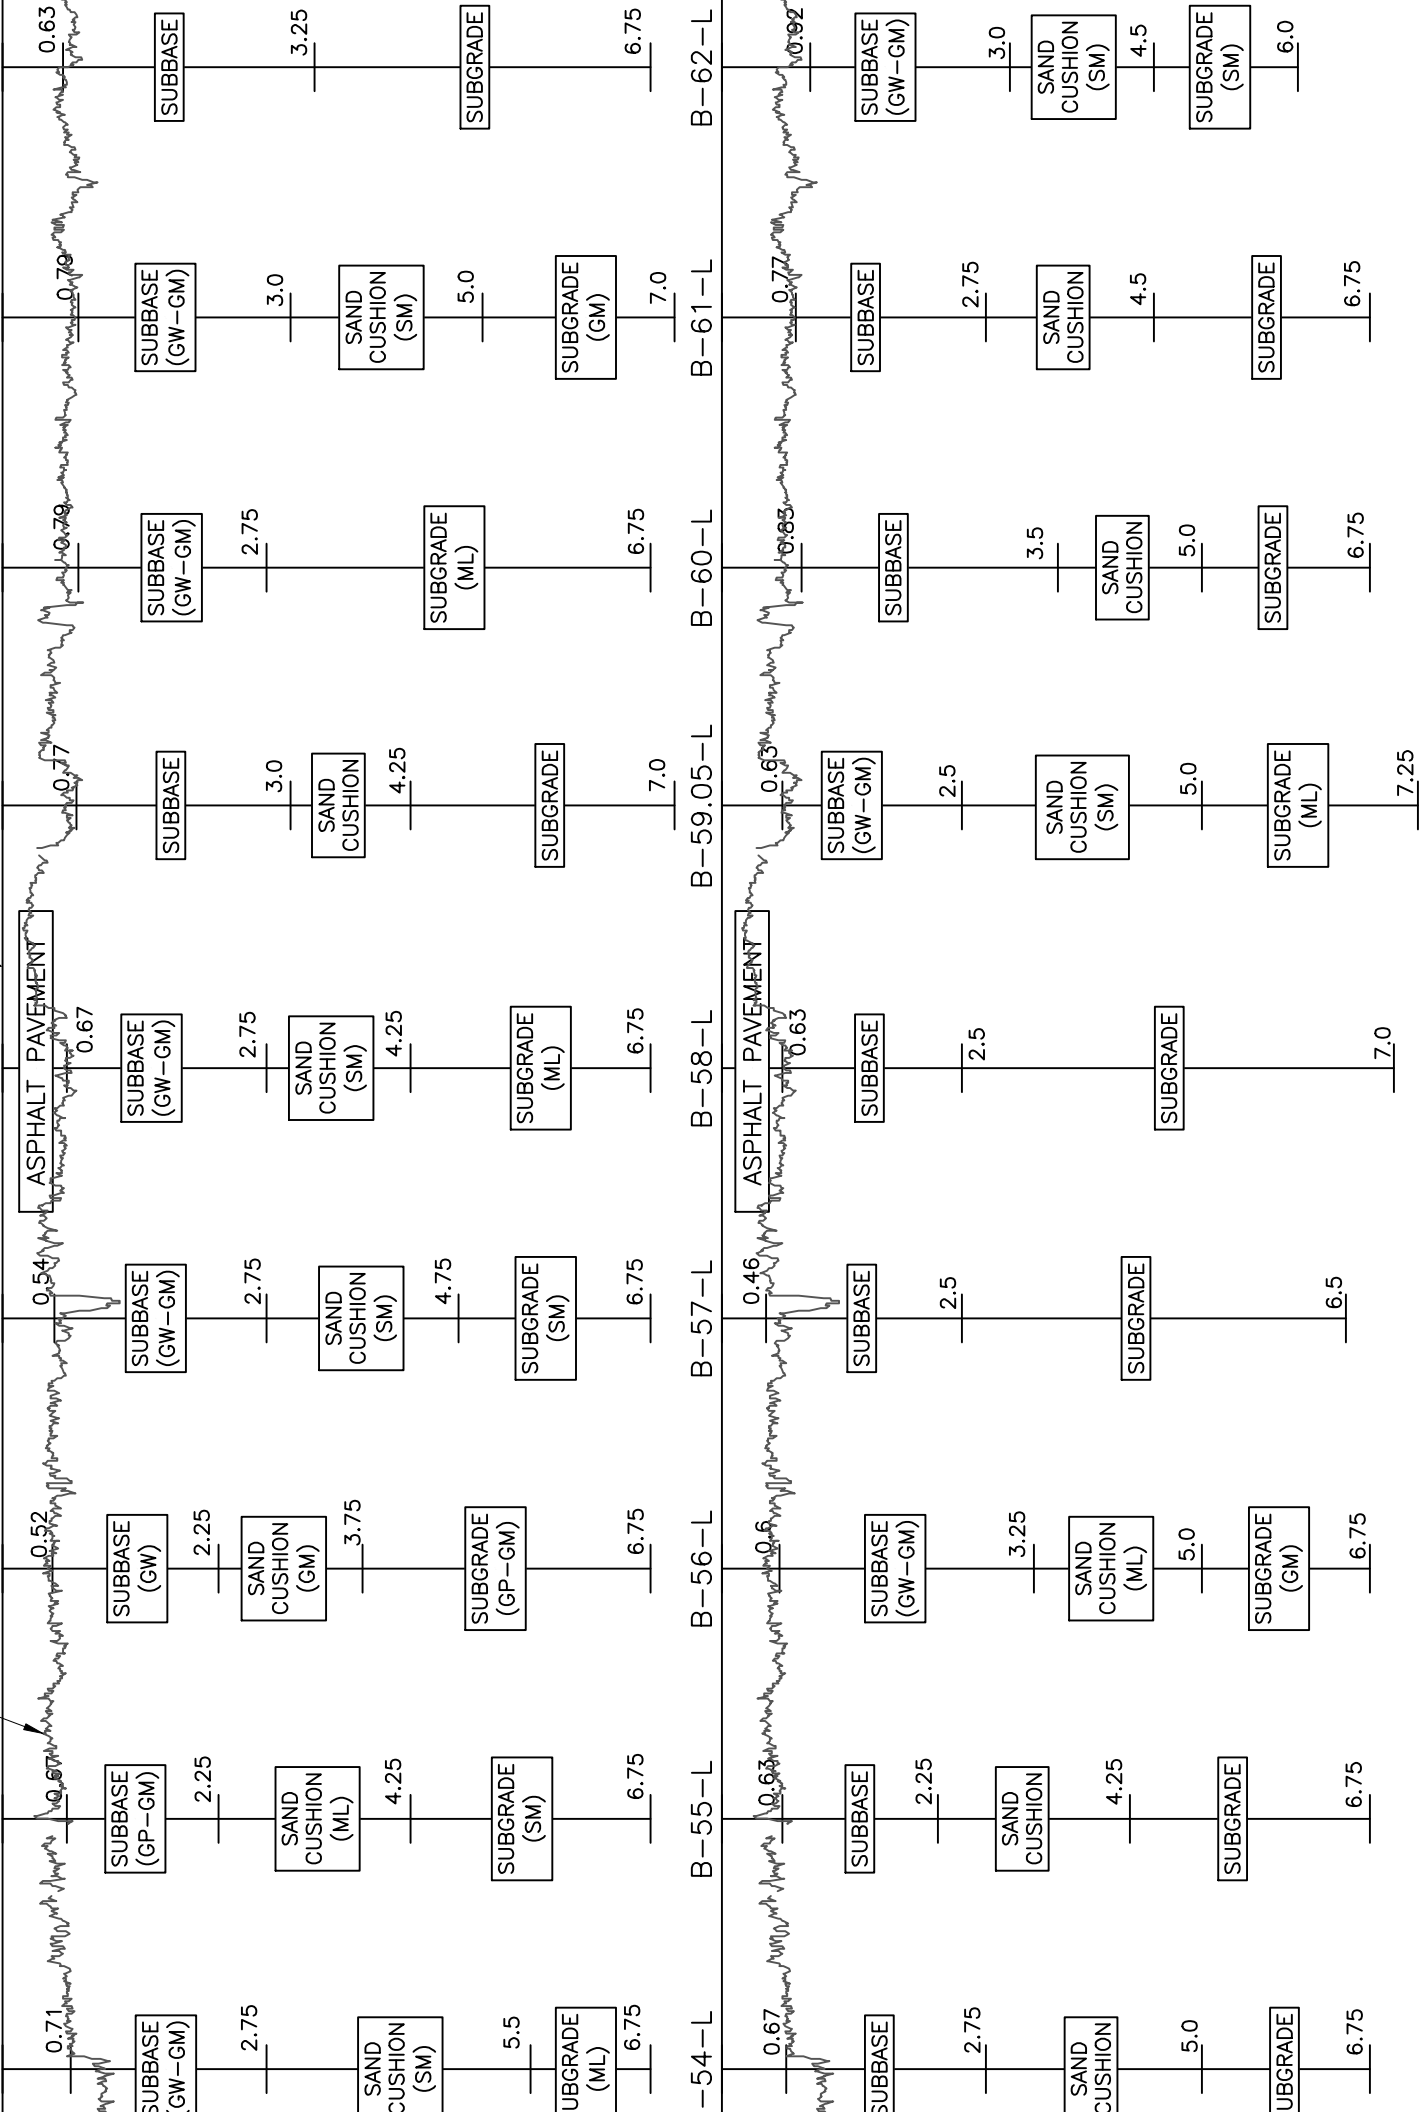 ASPHALT PAVEMENT
0.71
SUBBASE
(GW-GM)
2.75
SAND
CUSHION
(SM)
5.5
UBGRADE
(ML)
6.75
0.67
SUBBASE
(GP-GM)
2.25
SAND
CUSHION
(ML)
4.25
SUBGRADE
(SM)
6.75
0.52
SUBBASE
(GW)
2.25
SAND
CUSHION
(GM)
3.75
SUBGRADE
(GP-GM)
6.75
0.54
SUBBASE
(GW-GM)
2.75
SAND
CUSHION
(SM)
4.75
SUBGRADE
(SM)
6.75
0.67
SUBBASE
(GW-GM)
2.75
SAND
CUSHION
(SM)
4.25
SUBGRADE
(ML)
6.75
0.77
SUBBASE
3.0
SAND
CUSHION
4.25
SUBGRADE
7.0
0.79
SUBBASE
(GW-GM)
2.75
SUBGRADE
(ML)
6.75
0.79
SUBBASE
(GW-GM)
3.0
SAND
CUSHION
(SM)
5.0
SUBGRADE
(GM)
7.0
0.63
SUBBASE
3.25
SUBGRADE
6.75
-54-L
B-55-L
B-56-L
B-57-L
B-58-L
B-59.05-L
B-60-L
B-61-L
B-62-L
ASPHALT PAVEMENT
0.67
SUBBASE
2.75
SAND
CUSHION
5.0
UBGRADE
6.75
0.63
SUBBASE
2.25
SAND
CUSHION
4.25
SUBGRADE
6.75
0.6
SUBBASE
(GW-GM)
3.25
SAND
CUSHION
(ML)
5.0
SUBGRADE
(GM)
6.75
0.46
SUBBASE
2.5
SUBGRADE
6.5
0.63
SUBBASE
2.5
SUBGRADE
7.0
0.63
SUBBASE
(GW-GM)
2.5
SAND
CUSHION
(SM)
5.0
SUBGRADE
(ML)
7.25
0.83
SUBBASE
3.5
SAND
CUSHION
5.0
SUBGRADE
6.75
0.77
SUBBASE
2.75
SAND
CUSHION
4.5
SUBGRADE
6.75
0.92
SUBBASE
(GW-GM)
3.0
SAND
CUSHION
(SM)
4.5
SUBGRADE
(SM)
6.0